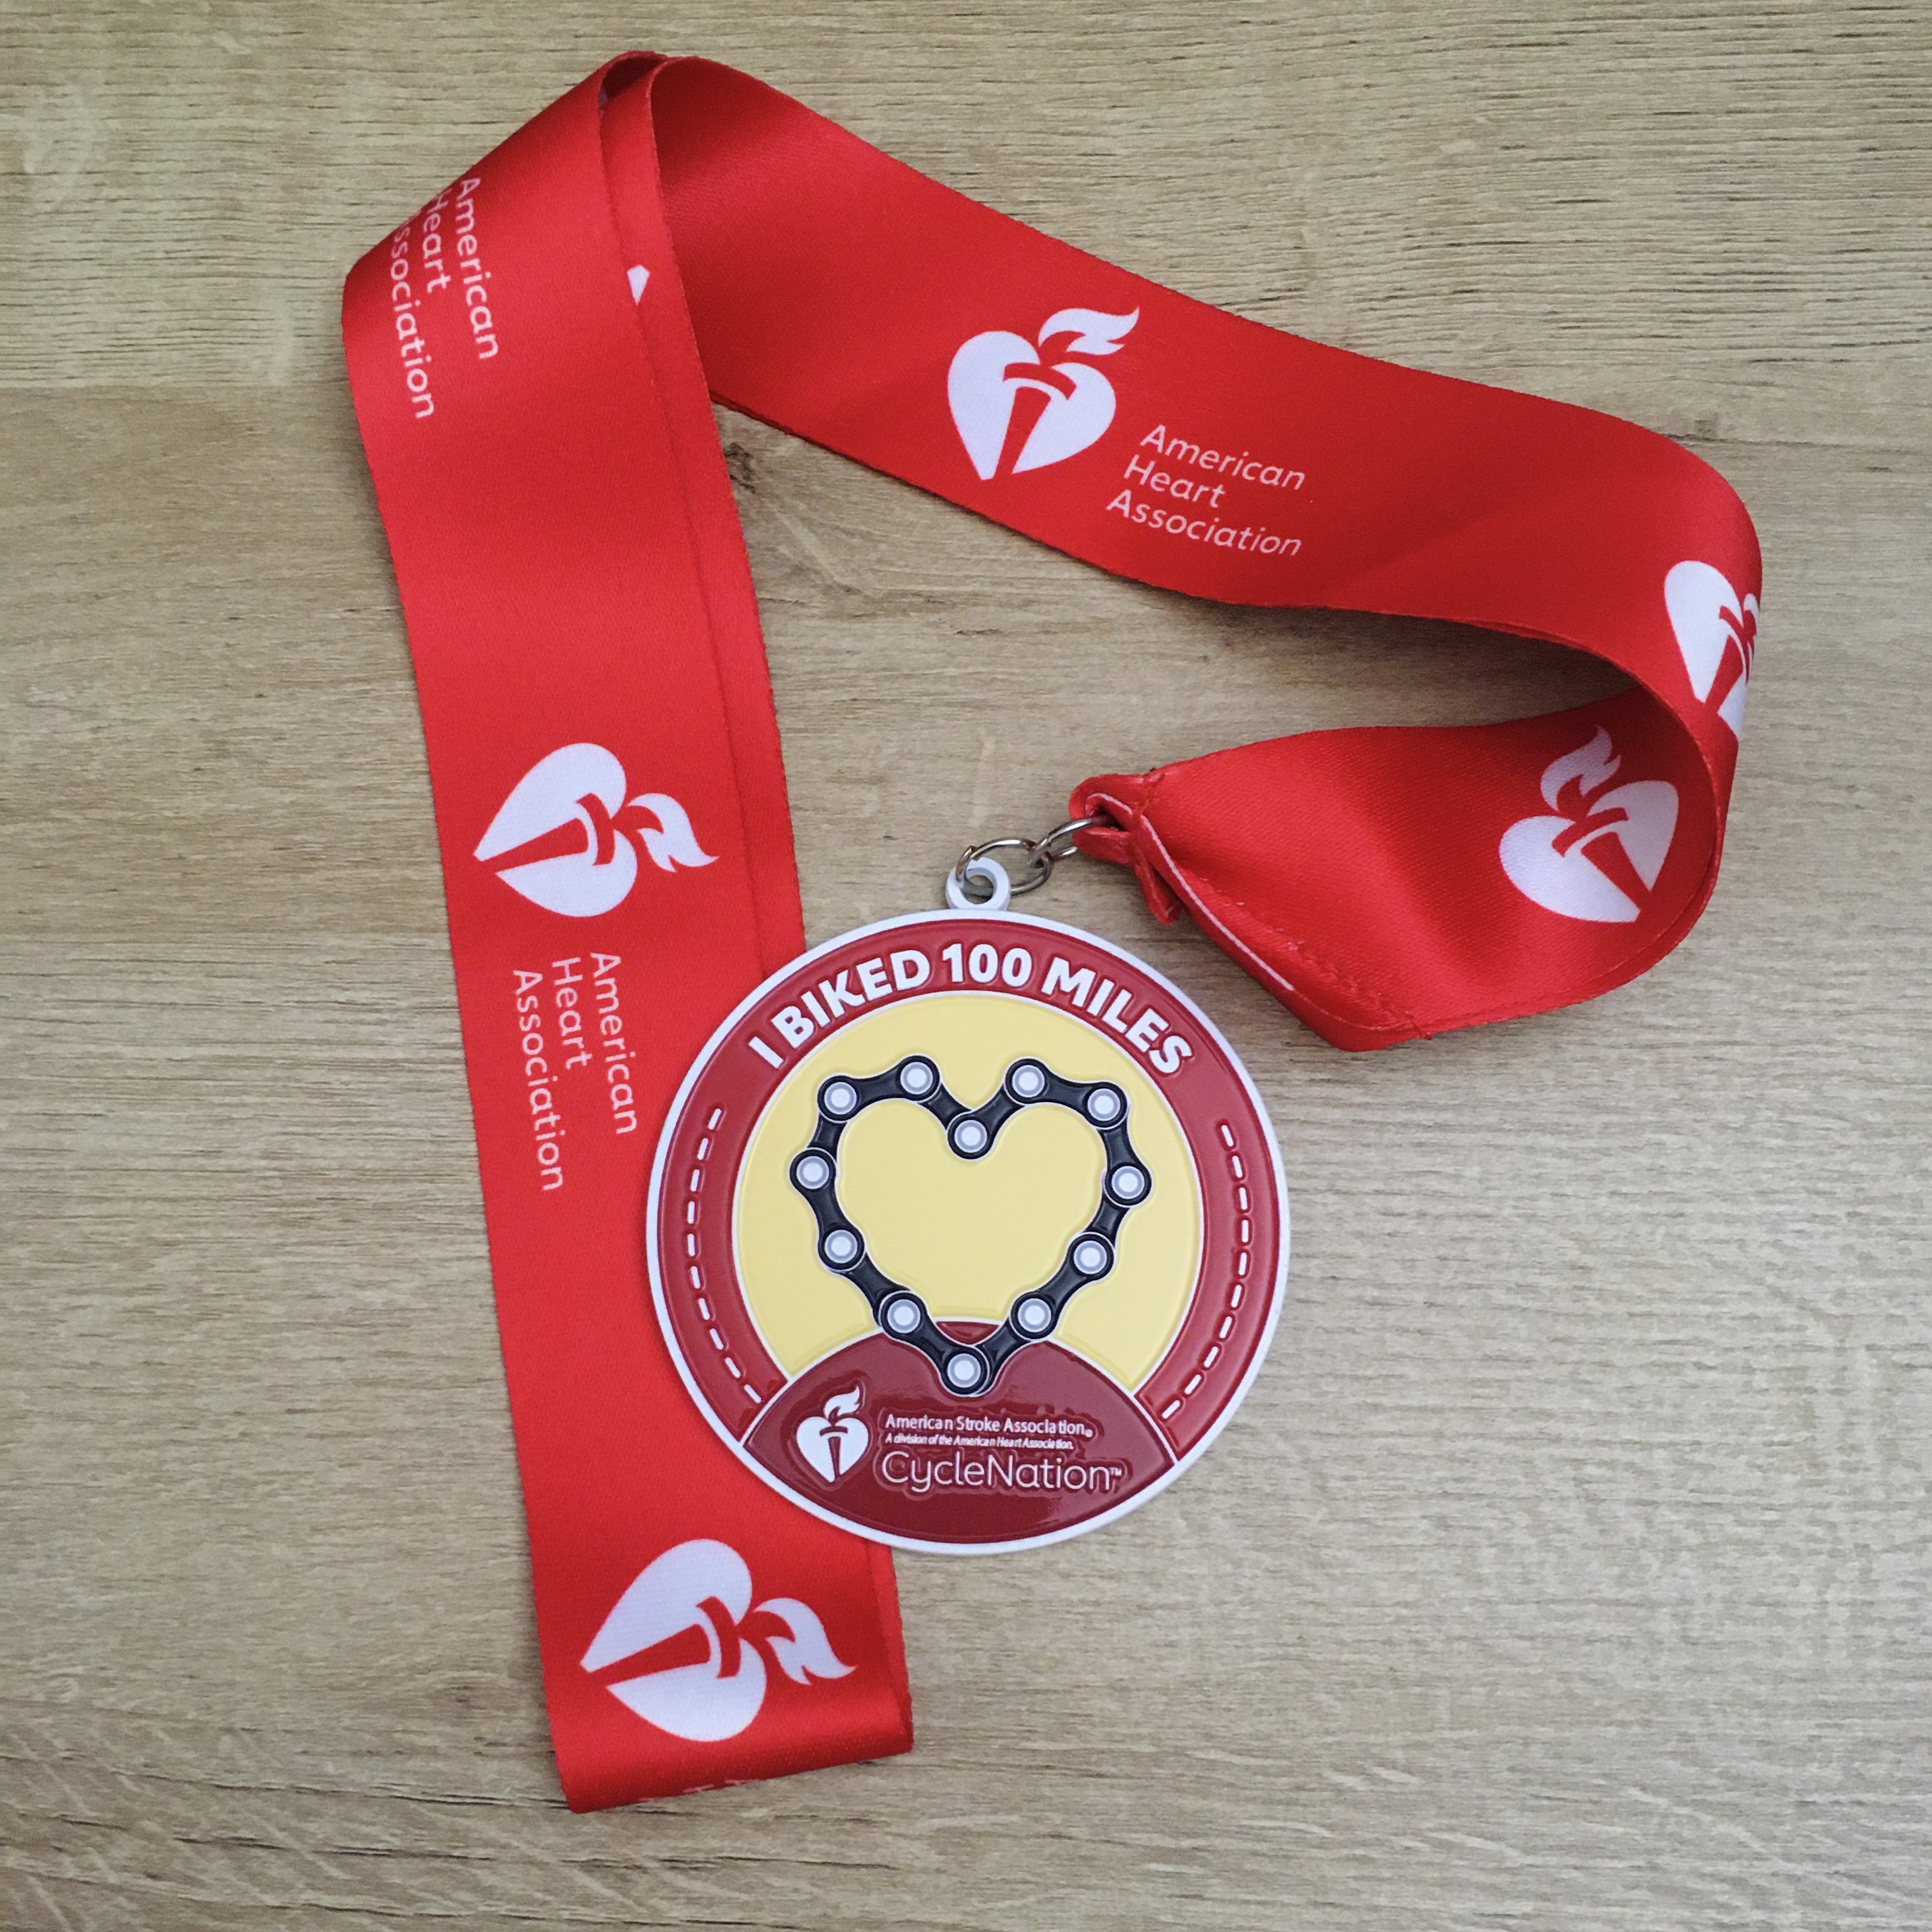 American
Heart
Association
American
Heart
Association
American
Heart
Association
I BIKED 100 MILES
American Stroke Association®
A division of the American Heart Association.
CycleNation™